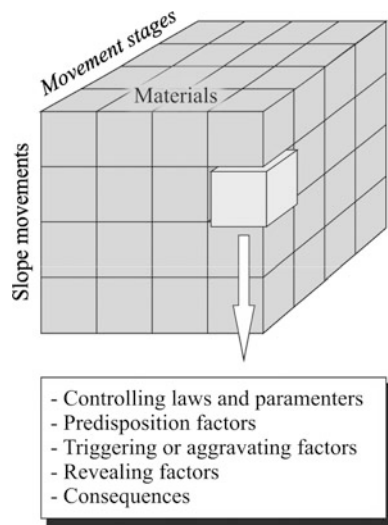 Movement stages
Materials
Slope movements
- Controlling laws and paramenters
- Predisposition factors
- Triggering or aggravating factors
- Revealing factors
- Consequences